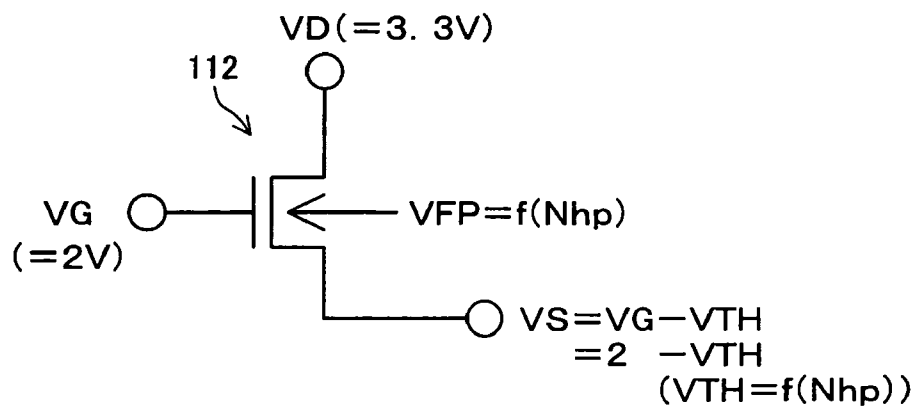 VD(=3. 3V)
112
VG
(=2V)
VFP=f(Nhp)
VS=VG−VTH
=2 −VTH
(VTH=f(Nhp))